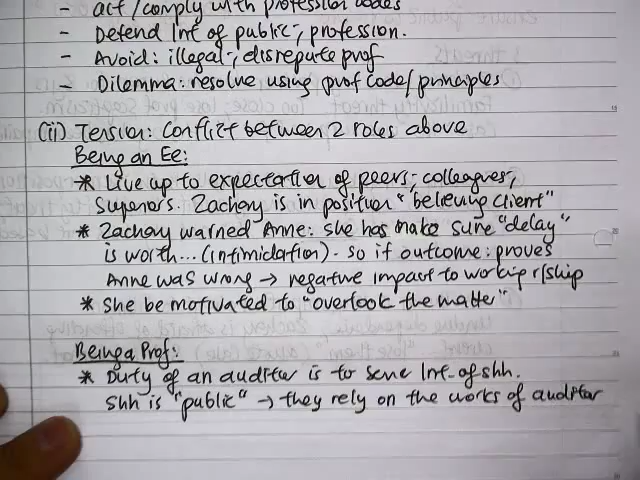 - act/comply with profession codes
- Defend Int of public, profession.
- Avoid: illegal, disrepute prof
- Dilemma: resolve using prof code/principles
(ii) Tension: Conflict between 2 roles above
Being an Ee:
* Live up to expectation of peers, colleagues,
Superiors. Zachary is in position "believing client"
* Zachary warned Anne: she has make sure "delay"
is worth...(intimidation). so if outcome: proves
Anne was wrong → negative impact to working r/ship
* She be motivated to "overlook the matter"
Being a Prof:
* Duty of an auditor is to serve Int. of shh.
Shh is "public" → they rely on the works of auditor